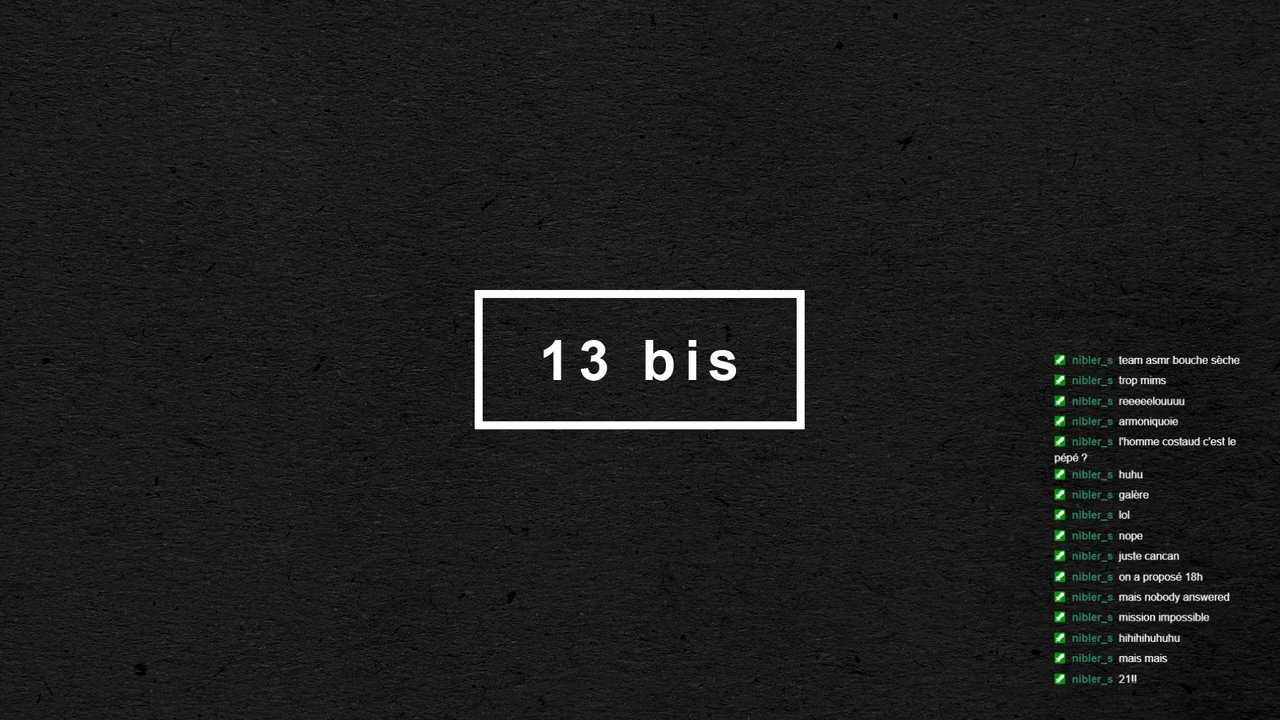 13 bis
nibler_s team asmr bouche sèche
nibler_s trop mims
nibler_s reeeeelouuuu
nibler_s armoniquoie
nibler_s l'homme costaud c'est le
pépé ?
nibler_s huhu
nibler_s galère
nibler_s lol
nibler_s nope
nibler_s juste cancan
nibler_s on a proposé 18h
nibler_s mais nobody answered
nibler_s mission impossible
nibler_s hihihihuhuhu
nibler_s mais mais
nibler_s 21!!